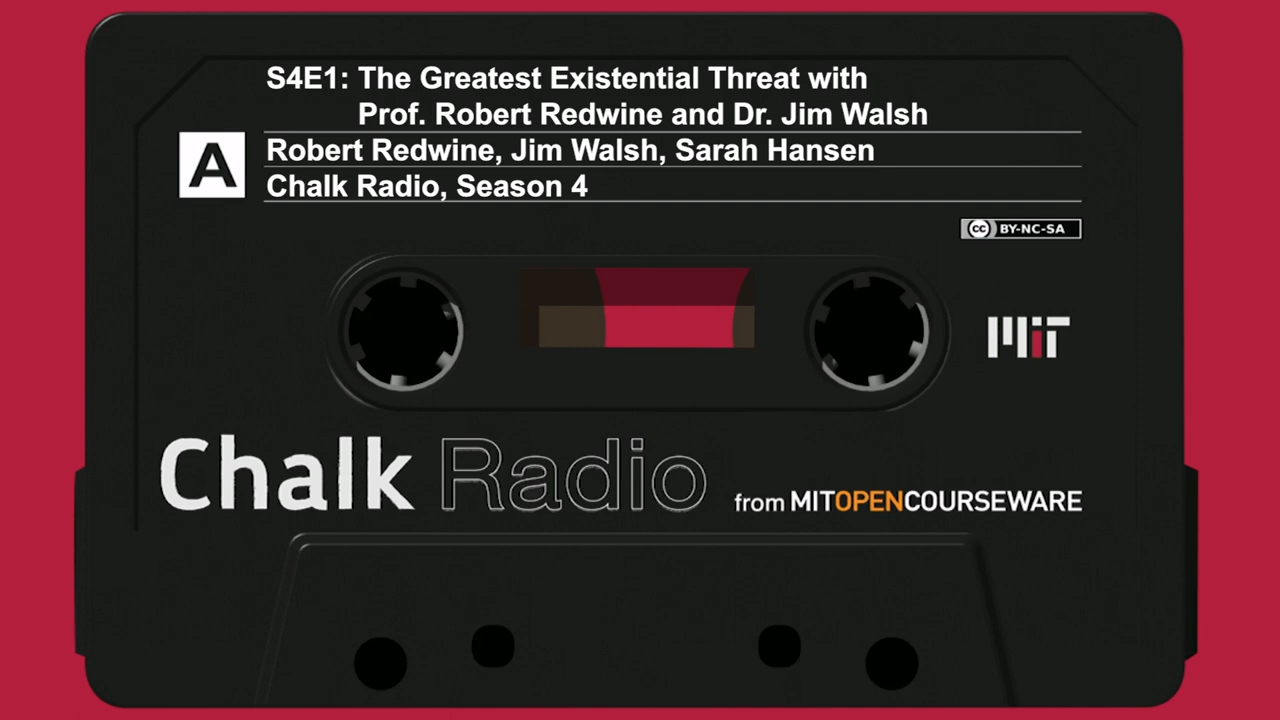 S4E1: The Greatest Existential Threat with
Prof. Robert Redwine and Dr. Jim Walsh
A
Robert Redwine, Jim Walsh, Sarah Hansen
Chalk Radio, Season 4
cc BY-NC-SA
MIT
Chalk Radio
from MITOPENCOURSEWARE